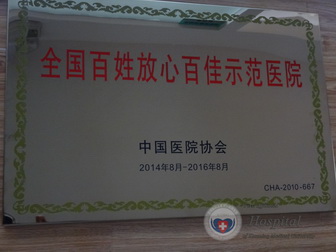 全国百姓放心百佳示范医院
中国医院协会
2014年8月-2016年8月
CHA-2010-667
Hospital